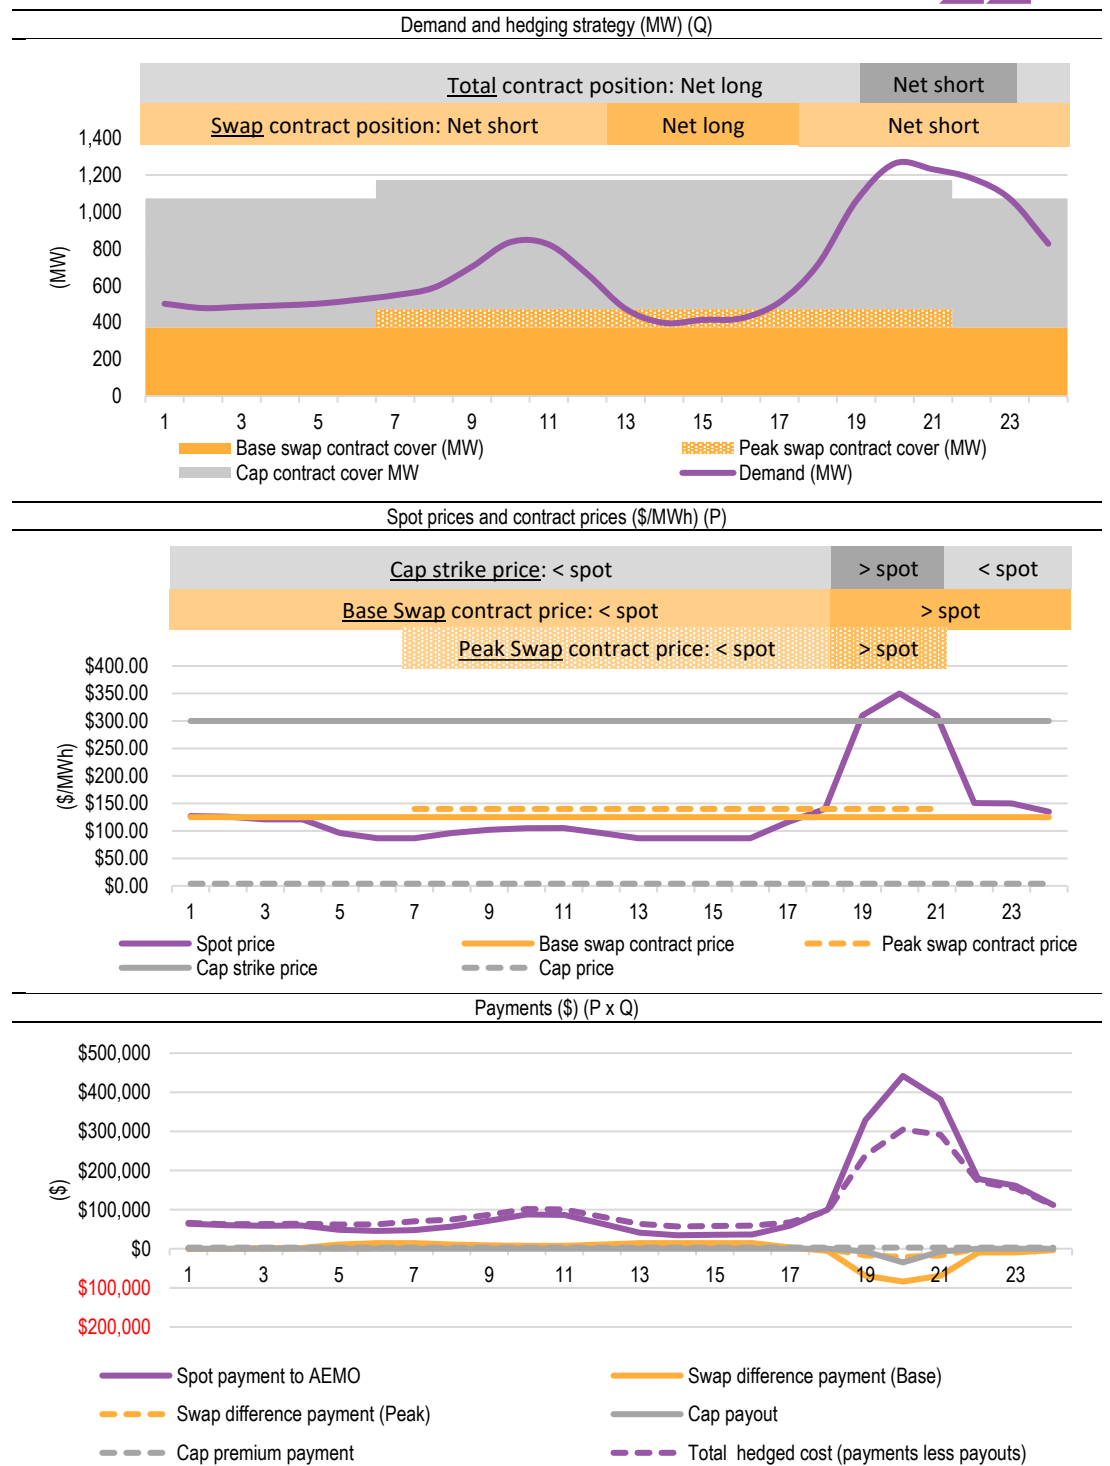 Demand and hedging strategy (MW) (Q)
Total contract position: Net long
Net short
Swap contract position: Net short
Net long
Net short
1,400
1,200
1,000
800
600
400
200
0
(MW)
1 3 5 7 9 11 13 15 17 19 21 23
Base swap contract cover (MW)
Peak swap contract cover (MW)
Cap contract cover MW
Demand (MW)
Spot prices and contract prices ($/MWh) (P)
Cap strike price: < spot
> spot
< spot
Base Swap contract price: < spot
> spot
Peak Swap contract price: < spot
> spot
$400.00
$350.00
$300.00
$250.00
$200.00
$150.00
$100.00
$50.00
$0.00
($/MWh)
1 3 5 7 9 11 13 15 17 19 21 23
Spot price
Base swap contract price
Peak swap contract price
Cap strike price
Cap price
Payments ($) (P x Q)
$500,000
$400,000
$300,000
$200,000
$100,000
$0
$100,000
$200,000
($)
1 3 5 7 9 11 13 15 17 19 21 23
Spot payment to AEMO
Swap difference payment (Base)
Swap difference payment (Peak)
Cap payout
Cap premium payment
Total hedged cost (payments less payouts)